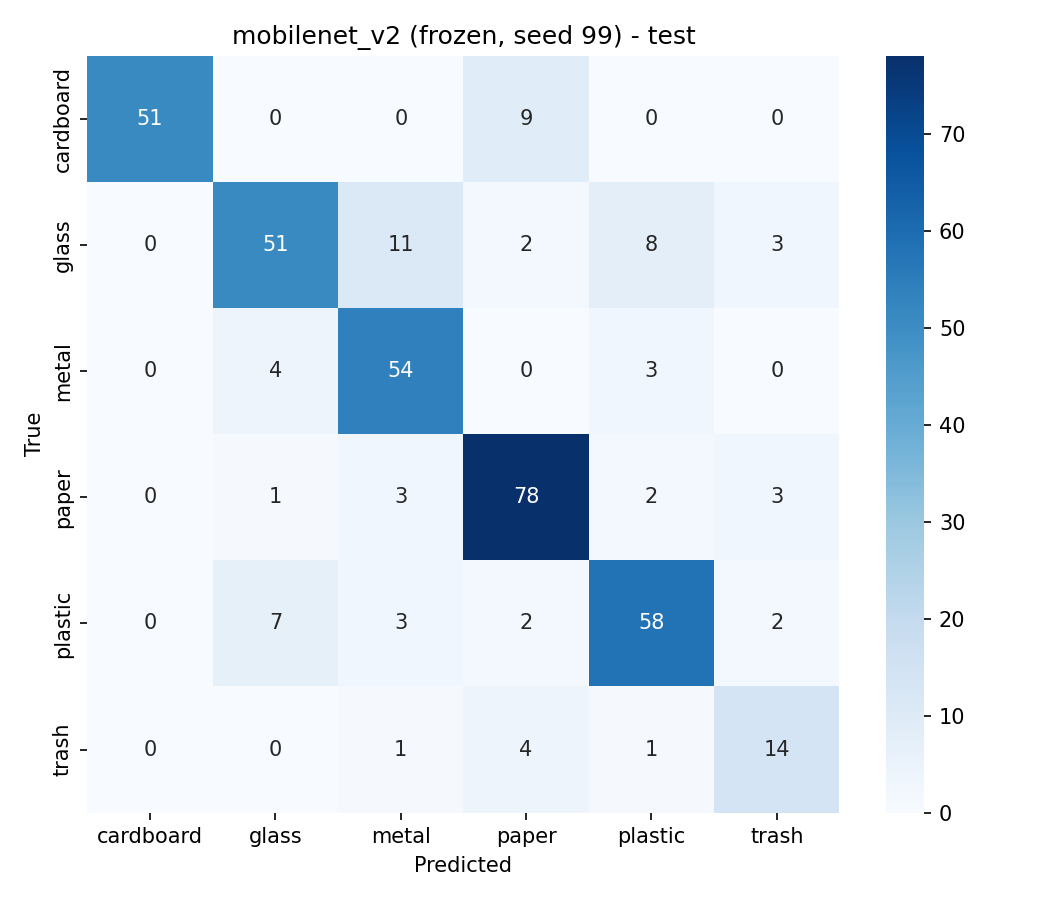 mobilenet_v2 (frozen, seed 99) - test
True
cardboard 51 0 0 9 0 0
glass 0 51 11 2 8 3
metal 0 4 54 0 3 0
paper 0 1 3 78 2 3
plastic 0 7 3 2 58 2
trash 0 0 1 4 1 14
cardboard glass metal paper plastic trash
Predicted
70
60
50
40
30
20
10
0